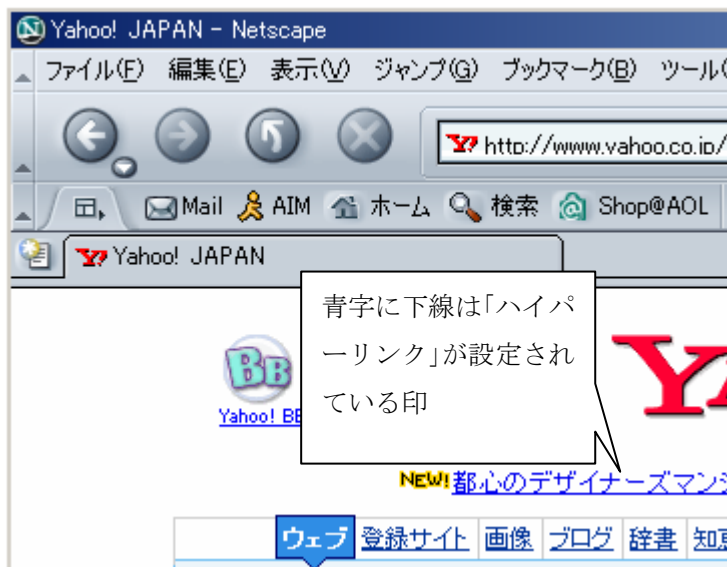 Yahoo! JAPAN - Netscape
ファイル(F) 編集(E) 表示(V) ジャンプ(G) ブックマーク(B) ツール(
http://www.yahoo.co.jp/
Mail AIM ホーム 検索 Shop@AOL
Yahoo! JAPAN
青字に下線は「ハイパ
ーリンク」が設定され
ている印
BB
Yahoo! BB
NEW!都心のデザイナーズマンシ
ウェブ 登録サイト 画像 ブログ 辞書 知恵